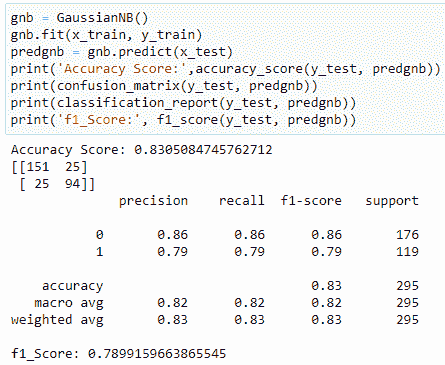 gnb = GaussianNB()
gnb.fit(x_train, y_train)
predgnb = gnb.predict(x_test)
print('Accuracy Score:',accuracy_score(y_test, predgnb))
print(confusion_matrix(y_test, predgnb))
print(classification_report(y_test, predgnb))
print('f1_Score:', f1_score(y_test, predgnb))
Accuracy Score: 0.8305084745762712
[[151  25]
 [ 25  94]]
              precision    recall  f1-score   support
           0       0.86      0.86      0.86       176
           1       0.79      0.79      0.79       119
    accuracy                           0.83       295
   macro avg       0.82      0.82      0.82       295
weighted avg       0.83      0.83      0.83       295
f1_Score: 0.7899159663865545